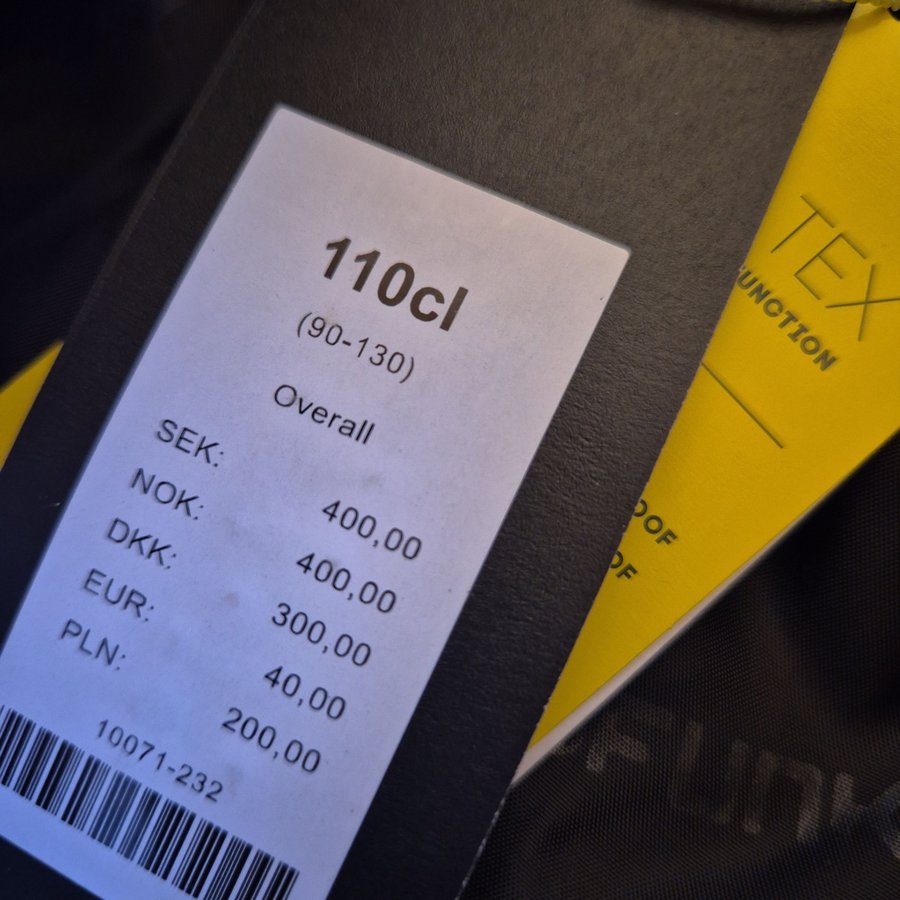 110cl
(90-130)
Overall
SEK: 400,00
NOK: 400,00
DKK: 300,00
EUR: 40,00
PLN: 200,00
10071-232
TEX
UNCTION
OOF
OF